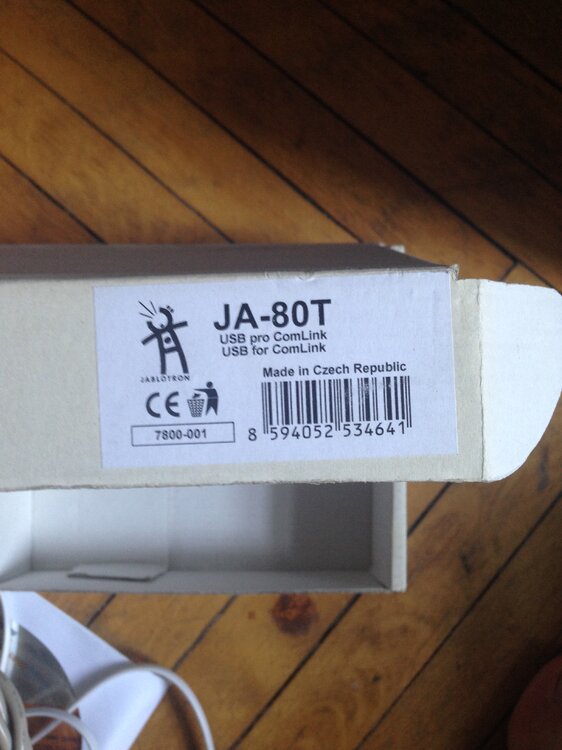 JA-80T
USB pro ComLink
USB for ComLink
JABLOTRON
Made in Czech Republic
CE
7800-001
8 594052 534641